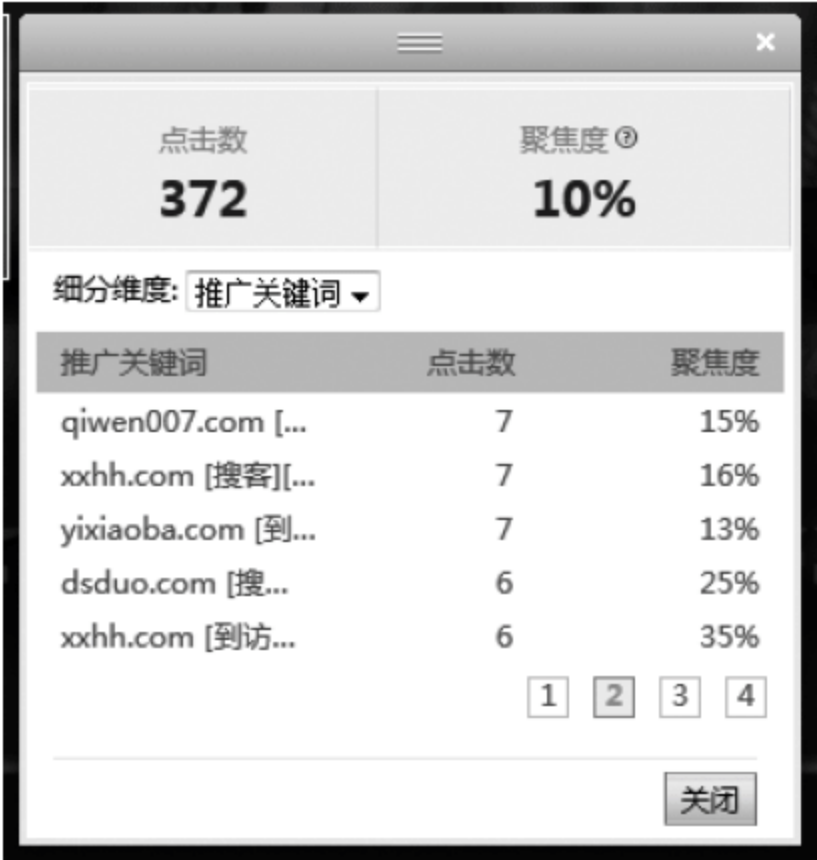 点击数 聚焦度 ?
372 10%
细分维度: 推广关键词
推广关键词 点击数 聚焦度
qiwen007.com [... 7 15%
xxhh.com [搜客][... 7 16%
yixiaoba.com [到... 7 13%
dsduo.com [搜... 6 25%
xxhh.com [到访... 6 35%
1 2 3 4
关闭